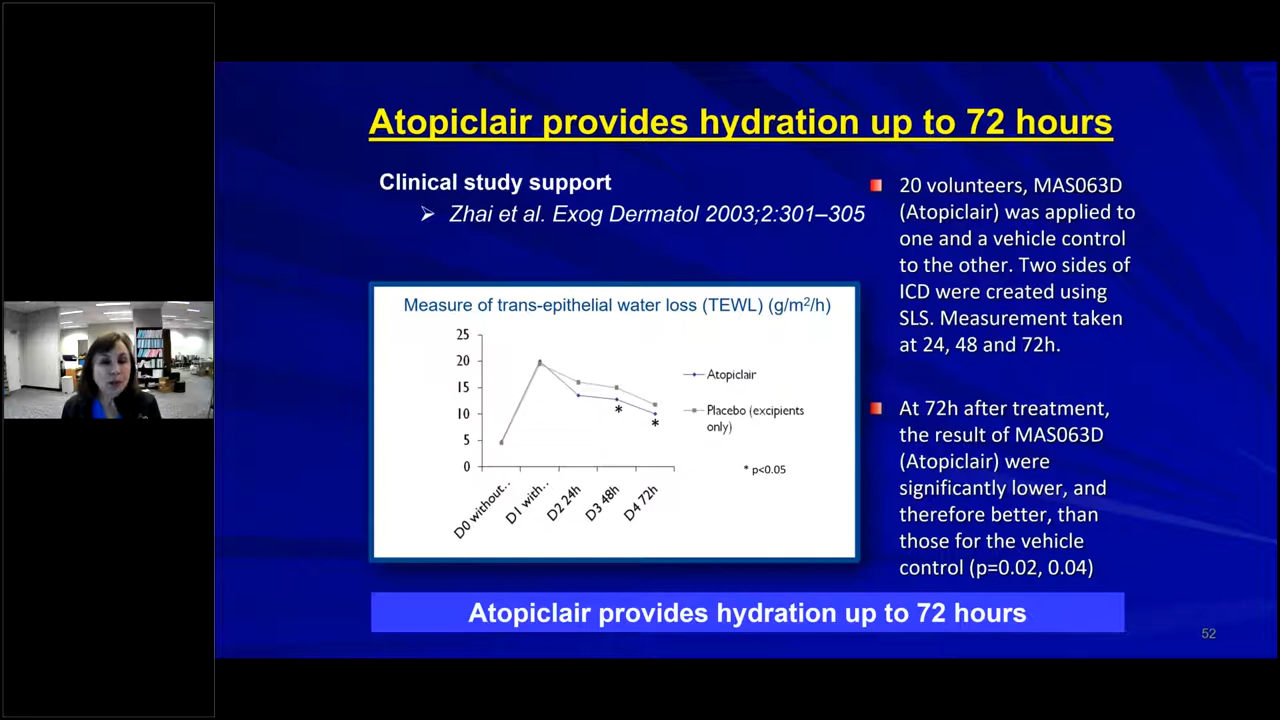 Atopiclair provides hydration up to 72 hours
Clinical study support
Zhai et al. Exog Dermatol 2003;2:301–305
Measure of trans-epithelial water loss (TEWL) (g/m²/h)
25
20
15
10
5
0
D0 without..
D1 with..
D2 24h
D3 48h
D4 72h
*
*
Atopiclair
Placebo (excipients
only)
* p<0.05
20 volunteers, MAS063D
(Atopiclair) was applied to
one and a vehicle control
to the other. Two sides of
ICD were created using
SLS. Measurement taken
at 24, 48 and 72h.
At 72h after treatment,
the result of MAS063D
(Atopiclair) were
significantly lower, and
therefore better, than
those for the vehicle
control (p=0.02, 0.04)
Atopiclair provides hydration up to 72 hours
52